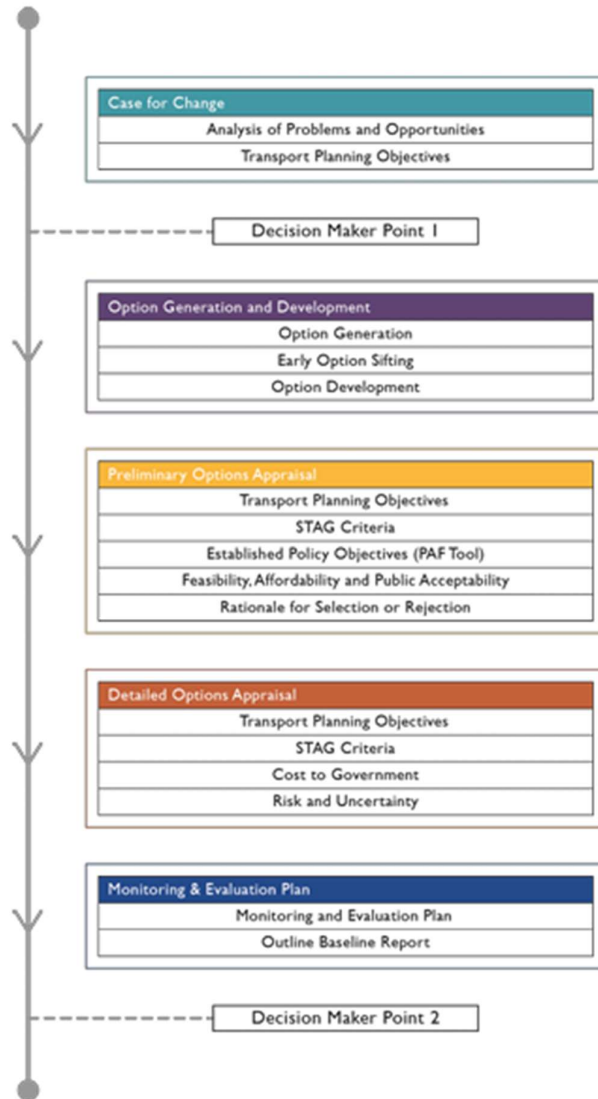 Case for Change
Analysis of Problems and Opportunities
Transport Planning Objectives
Decision Maker Point 1
Option Generation and Development
Option Generation
Early Option Sifting
Option Development
Preliminary Options Appraisal
Transport Planning Objectives
STAG Criteria
Established Policy Objectives (PAF Tool)
Feasibility, Affordability and Public Acceptability
Rationale for Selection or Rejection
Detailed Options Appraisal
Transport Planning Objectives
STAG Criteria
Cost to Government
Risk and Uncertainty
Monitoring & Evaluation Plan
Monitoring and Evaluation Plan
Outline Baseline Report
Decision Maker Point 2